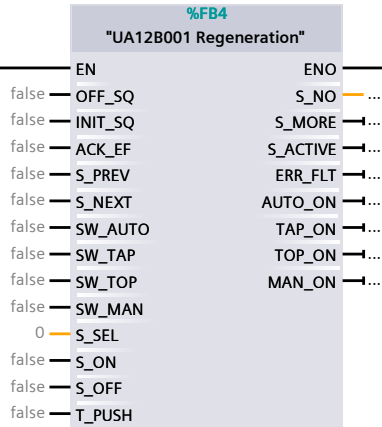 %FB4
"UA12B001 Regeneration"
EN ENO
false OFF_SQ S_NO ...
false INIT_SQ S_MORE ...
false ACK_EF S_ACTIVE ...
false S_PREV ERR_FLT ...
false S_NEXT AUTO_ON ...
false SW_AUTO TAP_ON ...
false SW_TAP TOP_ON ...
false SW_TOP MAN_ON ...
false SW_MAN
0 S_SEL
false S_ON
false S_OFF
false T_PUSH